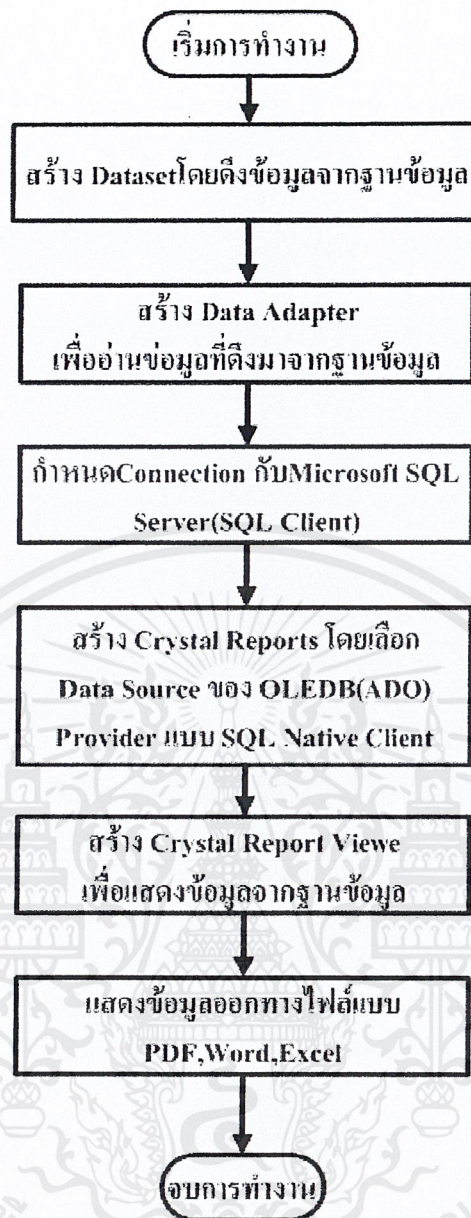 เริ่มการทำงาน
สร้าง Datasetโดยดึงข้อมูลจากฐานข้อมูล
สร้าง Data Adapter
เพื่ออ่านข่อมูลที่ดึงมาจากฐานข้อมูล
กำหนดConnection กับMicrosoft SQL
Server(SQL Client)
สร้าง Crystal Reports โดยเลือก
Data Source ของ OLEDB(ADO)
Provider แบบ SQL Native Client
สร้าง Crystal Report Viewe
เพื่อแสดงข้อมูลจากฐานข้อมูล
แสดงข้อมูลออกทางไฟล์แบบ
PDF,Word,Excel
จบการทำงาน